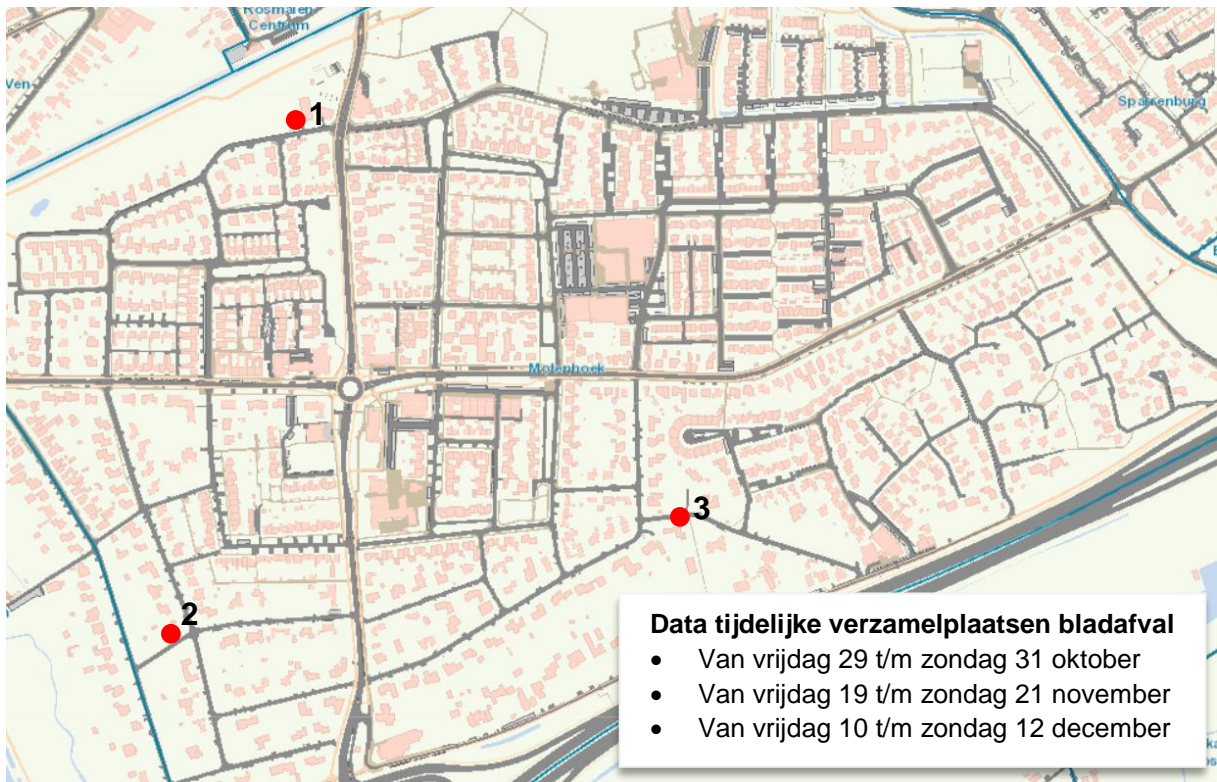 Rosmalen
Centrum
Ven
1
Sparrenburg
Molenhoek
3
2
Data tijdelijke verzamelplaatsen bladafval
• Van vrijdag 29 t/m zondag 31 oktober
• Van vrijdag 19 t/m zondag 21 november
• Van vrijdag 10 t/m zondag 12 december